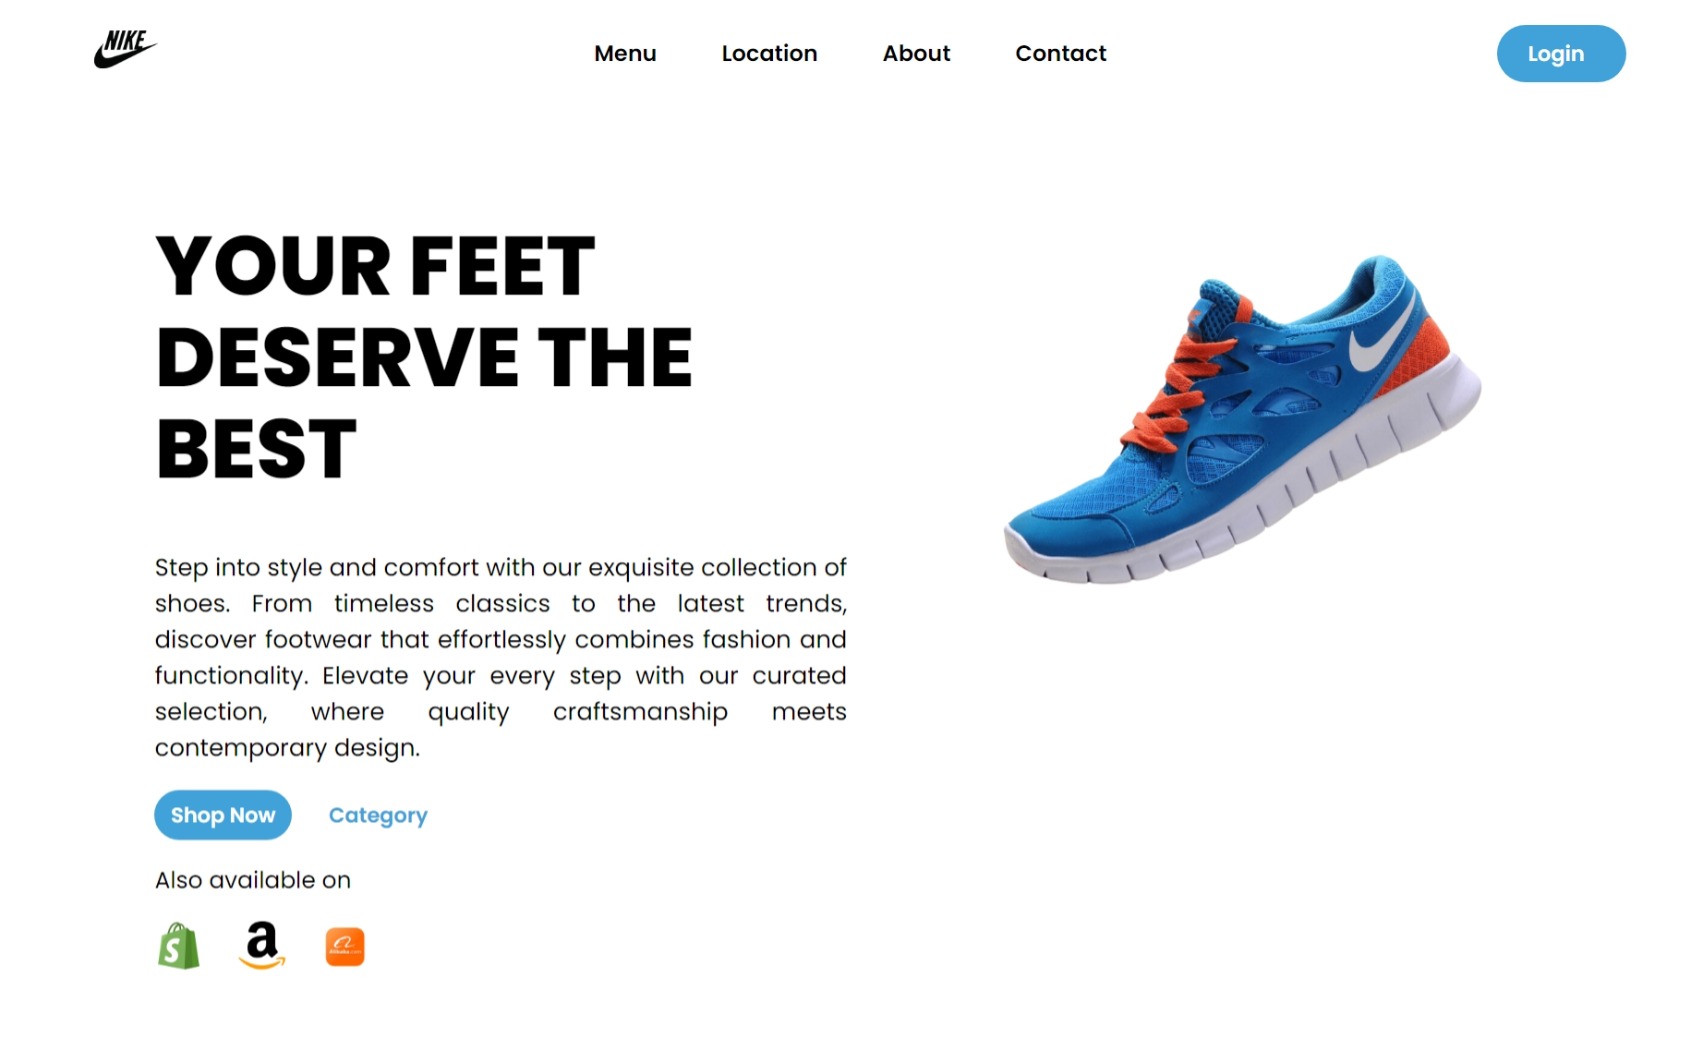 NIKE
Menu Location About Contact Login
YOUR FEET
DESERVE THE
BEST
Step into style and comfort with our exquisite collection of
shoes. From timeless classics to the latest trends,
discover footwear that effortlessly combines fashion and
functionality. Elevate your every step with our curated
selection, where quality craftsmanship meets
contemporary design.
Shop Now Category
Also available on
S a
Alibaba.com